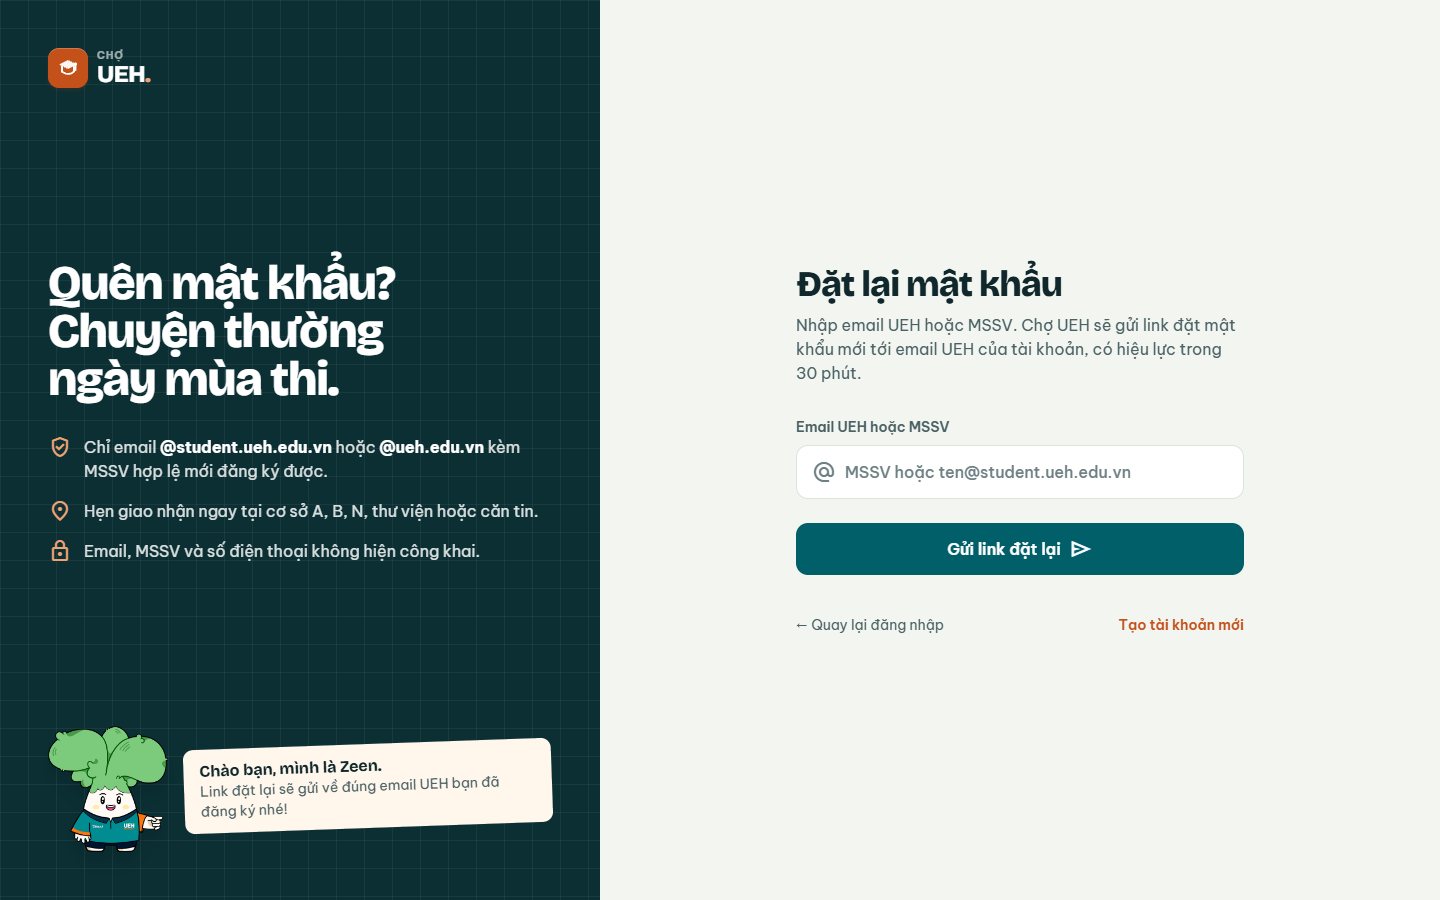 CHỢ
UEH.
Quên mật khẩu?
Chuyện thường
ngày mùa thi.
Chỉ email @student.ueh.edu.vn hoặc @ueh.edu.vn kèm
MSSV hợp lệ mới đăng ký được.
Hẹn giao nhận ngay tại cơ sở A, B, N, thư viện hoặc căn tin.
Email, MSSV và số điện thoại không hiện công khai.
Chào bạn, mình là Zeen.
Link đặt lại sẽ gửi về đúng email UEH bạn đã
đăng ký nhé!
UEH
Đặt lại mật khẩu
Nhập email UEH hoặc MSSV. Chợ UEH sẽ gửi link đặt mật
khẩu mới tới email UEH của tài khoản, có hiệu lực trong
30 phút.
Email UEH hoặc MSSV
MSSV hoặc ten@student.ueh.edu.vn
Gửi link đặt lại
← Quay lại đăng nhập
Tạo tài khoản mới